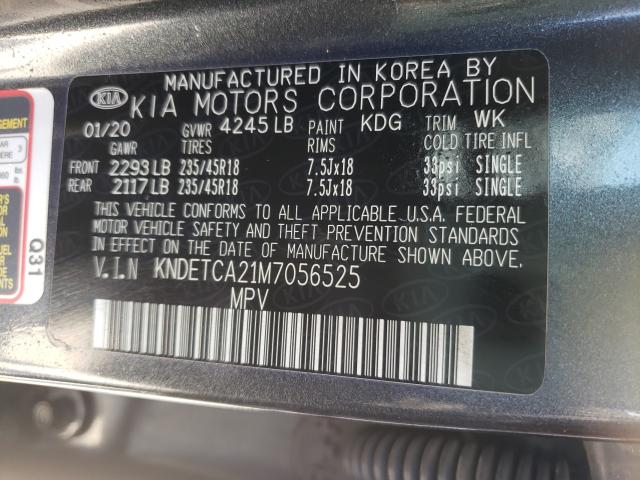 MANUFACTURED IN KOREA BY
KIA KIA MOTORS CORPORATION
01/20 GVWR 4245 LB PAINT KDG TRIM WK
GAWR TIRES RIMS COLD TIRE INFL
FRONT 2293 LB 235/45R18 7.5Jx18 33psi SINGLE
REAR 2117 LB 235/45R18 7.5Jx18 33psi SINGLE
THIS VEHICLE CONFORMS TO ALL APPLICABLE U.S.A. FEDERAL
MOTOR VEHICLE SAFETY AND THEFT PREVENTION STANDARDS
IN EFFECT ON THE DATE OF MANUFACTURE SHOWN ABOVE.
V.I.N KNDETCA21M7056525
MPV
Q31